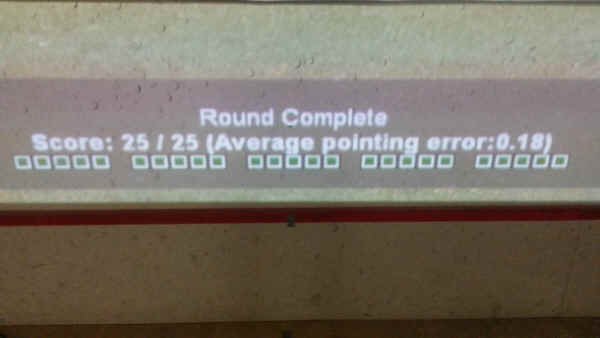 Round Complete
Score: 25 / 25 (Average pointing error:0.18)